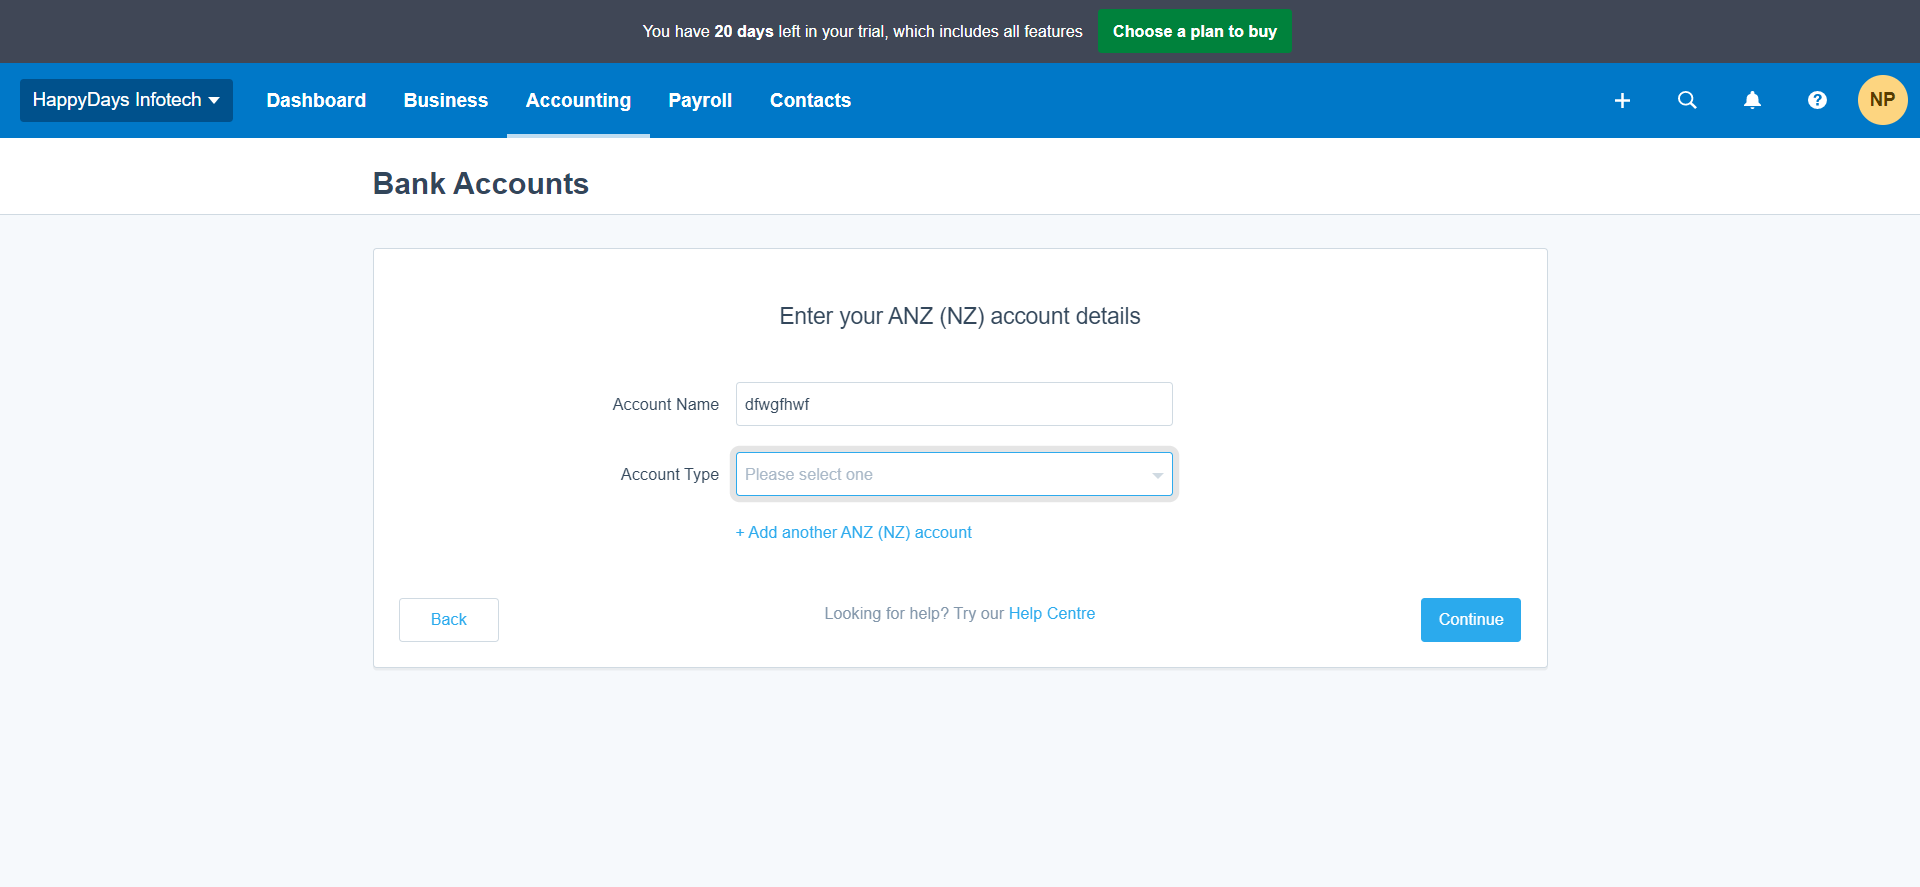 You have 20 days left in your trial, which includes all features
Choose a plan to buy
HappyDays Infotech
Dashboard
Business
Accounting
Payroll
Contacts
NP
Bank Accounts
Enter your ANZ (NZ) account details
Account Name
dfwgfhwf
Account Type
Please select one
+ Add another ANZ (NZ) account
Back
Looking for help? Try our Help Centre
Continue